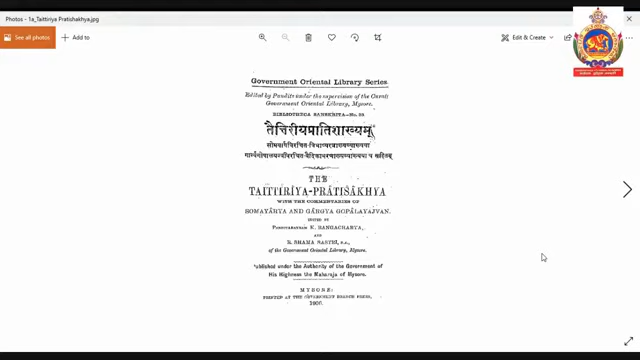 Photos - 1a_Taittiriya Pratishakhya.jpg
See all photos
Add to
Edit & Create
Government Oriental Library Series.
Edited by Pandits under the supervision of the
Government Oriental Library, Mysore.
BIBLIOTHECA SANSKRITA—No. 33.
तैत्तिरीयप्रातिशाख्यम्
THE
TAITTIRĪYA-PRĀTIŚĀKHYA
WITH THE COMMENTARIES OF
SOMAYĀRYA AND GĀRGYA GOPĀLAYAJVAN.
EDITED BY
K. RANGACHARYA,
AND
R. SHAMA SASTRI, B.A.,
of the Government Oriental Library, Mysore.
Published under the Authority of the Government of
His Highness the Maharaja of Mysore.
MYSORE:
PRINTED AT THE GOVERNMENT BRANCH PRESS,
1906.